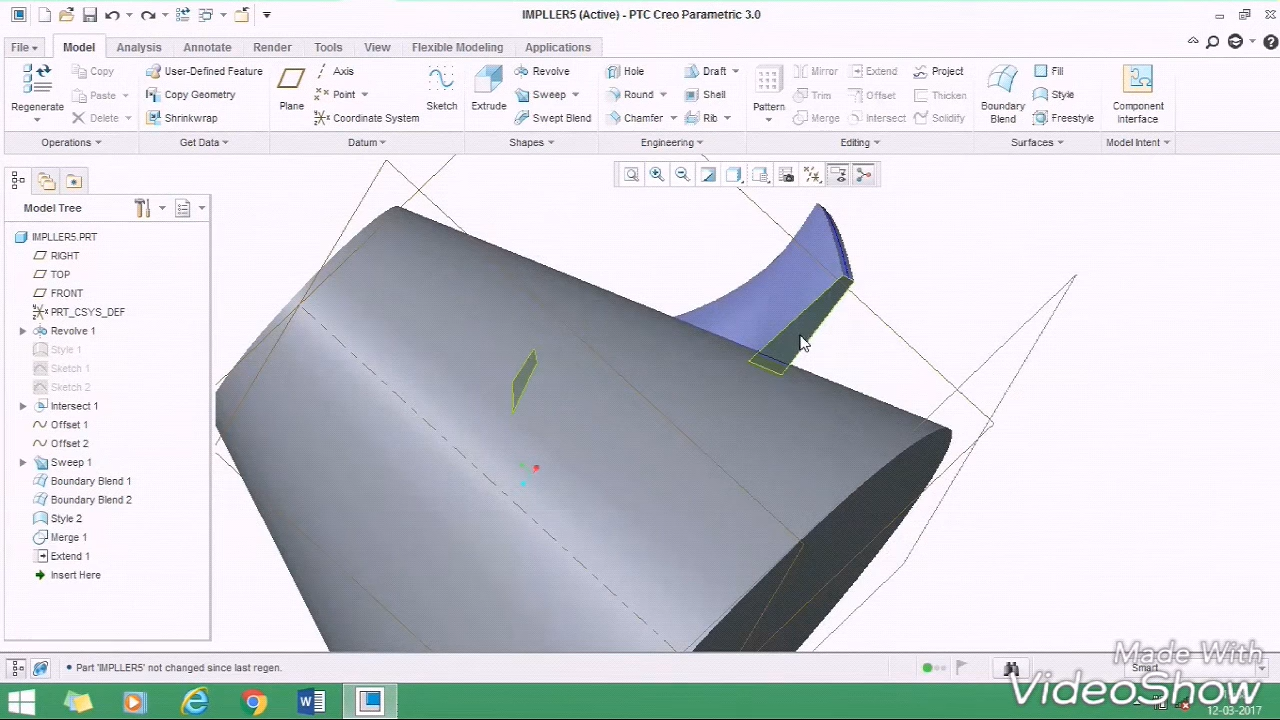 IMPLLER5 (Active) - PTC Creo Parametric 3.0
File Model Analysis Annotate Render Tools View Flexible Modeling Applications
Regenerate
Copy
Paste
Delete
Operations
User-Defined Feature
Copy Geometry
Shrinkwrap
Get Data
Plane
Axis
Point
Coordinate System
Sketch
Datum
Extrude
Revolve
Sweep
Swept Blend
Shapes
Hole
Round
Chamfer
Draft
Shell
Rib
Engineering
Pattern
Mirror
Trim
Merge
Extend
Offset
Intersect
Project
Thicken
Solidify
Editing
Boundary
Blend
Fill
Style
Freestyle
Surfaces
Component
Interface
Model Intent
Model Tree
IMPLLER5.PRT
RIGHT
TOP
FRONT
PRT_CSYS_DEF
Revolve 1
Style 1
Sketch 1
Sketch 2
Intersect 1
Offset 1
Offset 2
Sweep 1
Boundary Blend 1
Boundary Blend 2
Style 2
Merge 1
Extend 1
Insert Here
Part 'IMPLLER5' not changed since last regen.
Smart
Made With
VideoShow
12-03-2017